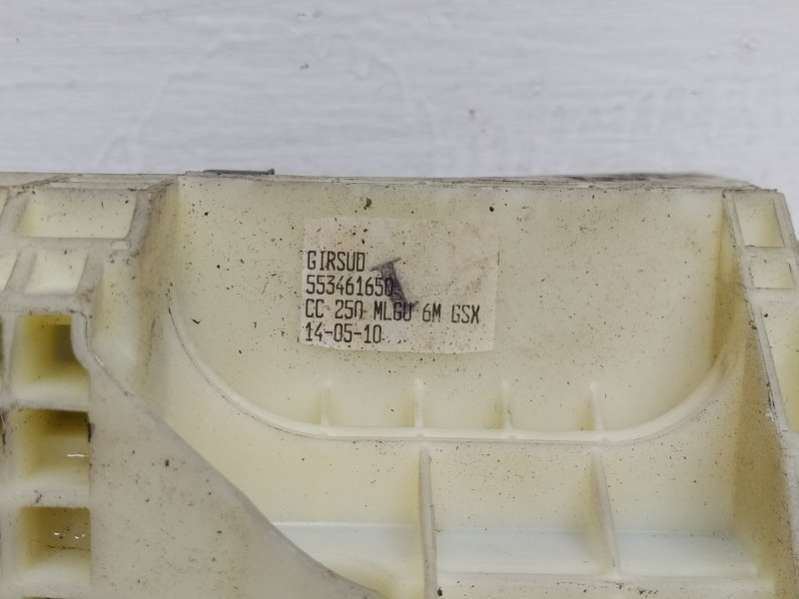 GIRSUD
553461650
CC 250 MLGU 6M GSX
14-05-10